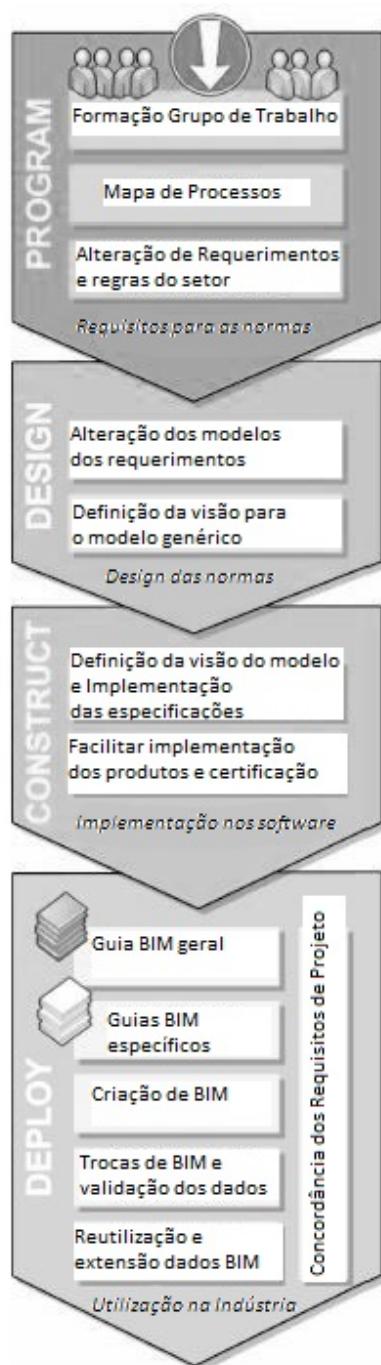 PROGRAM
Formação Grupo de Trabalho
Mapa de Processos
Alteração de Requerimentos
e regras do setor
Requisitos para as normas
DESIGN
Alteração dos modelos
dos requerimentos
Definição da visão para
o modelo genérico
Design das normas
CONSTRUCT
Definição da visão do modelo
e Implementação
das especificações
Facilitar implementação
dos produtos e certificação
Implementação nos software
DEPLOY
Guia BIM geral
Guias BIM
específicos
Criação de BIM
Trocas de BIM e
validação dos dados
Reutilização e
extensão dados BIM
Concordância dos Requisitos de Projeto
Utilização na Indústria